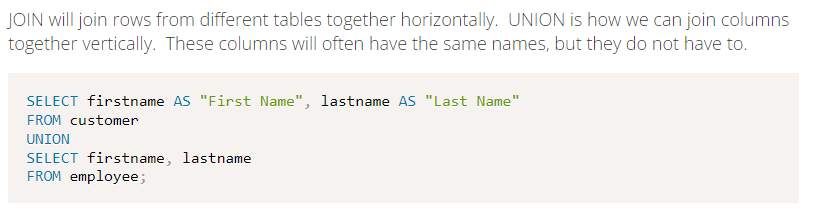 JOIN will join rows from different tables together horizontally.  UNION is how we can join columns
together vertically.  These columns will often have the same names, but they do not have to.
SELECT firstname AS "First Name", lastname AS "Last Name"
FROM customer
UNION
SELECT firstname, lastname
FROM employee;